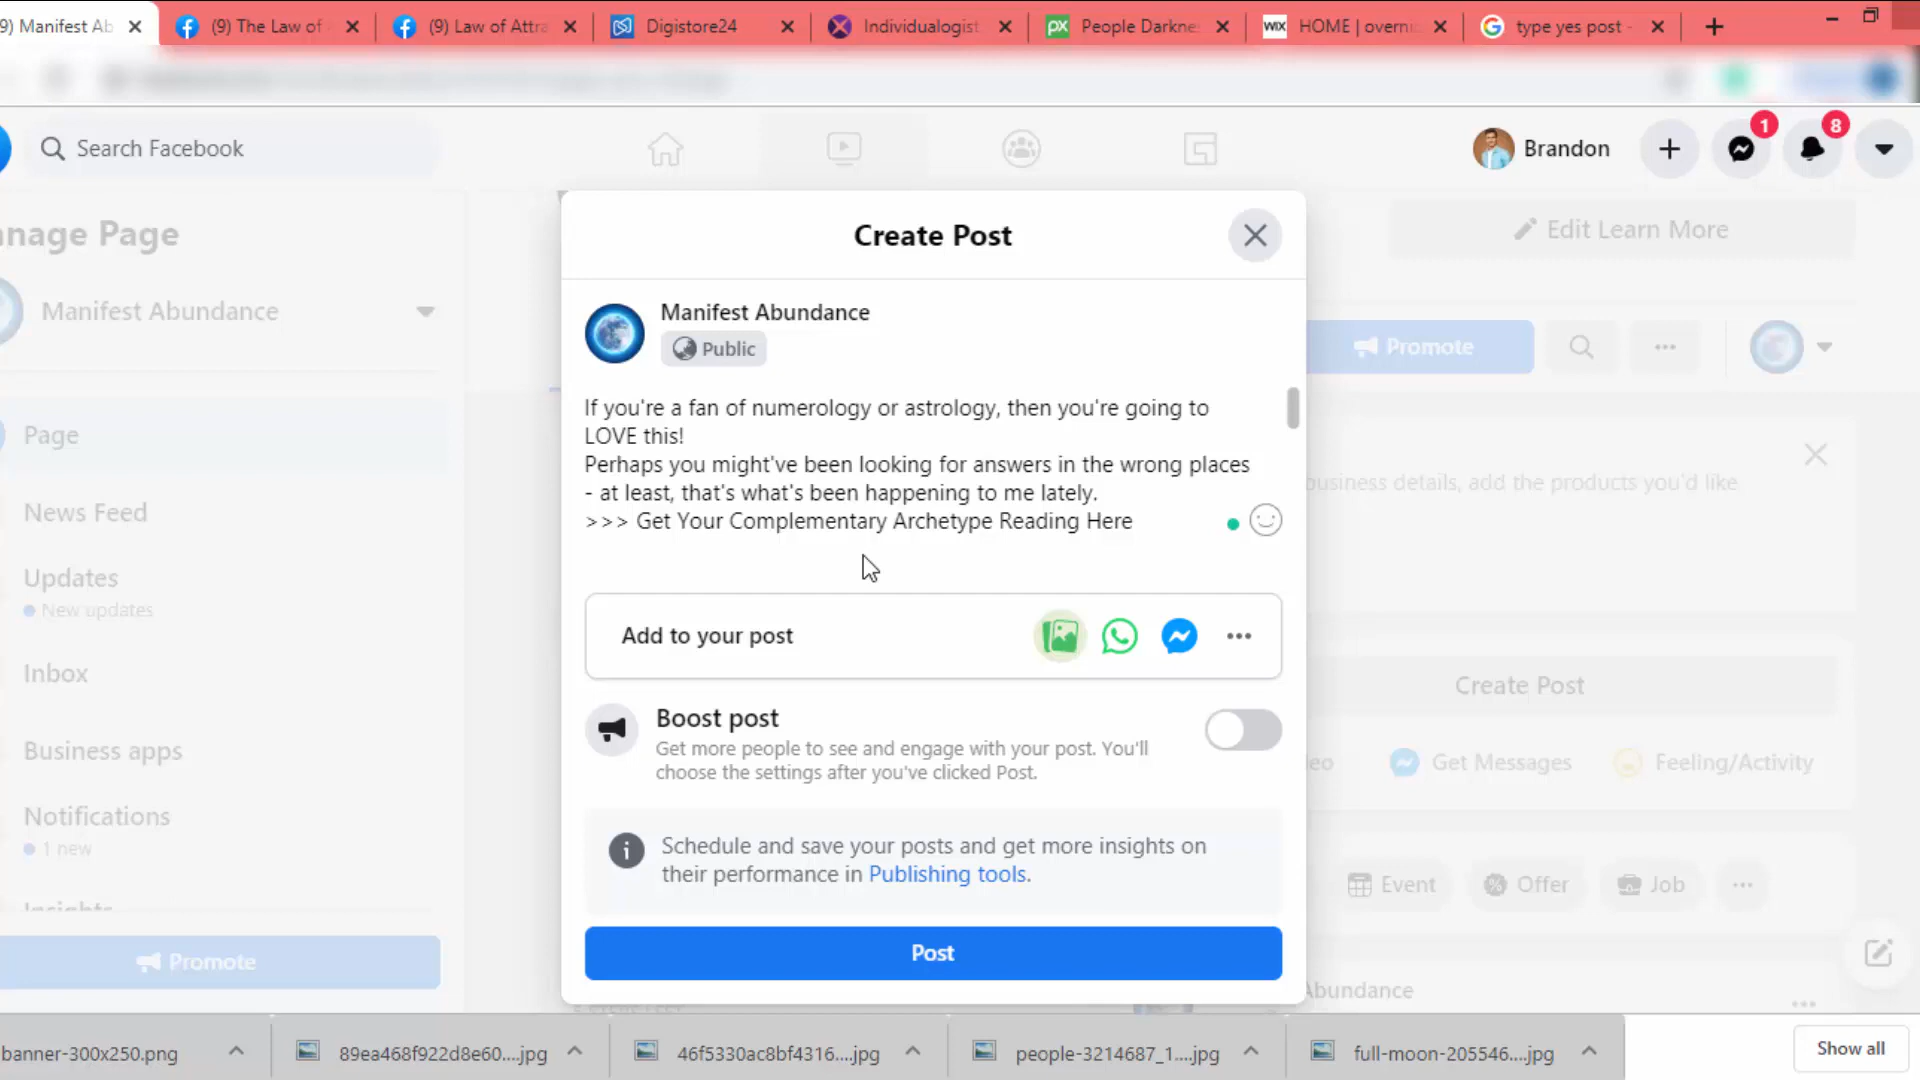 9) Manifest Ab
(9) The Law of
(9) Law of Attra
Digistore24
Individualogist
People Darkne
WIX
HOME | overni
type yes post -
Search Facebook
Brandon
1
8
Manage Page
Manifest Abundance
Page
News Feed
Updates
New updates
Inbox
Business apps
Notifications
1 new
Insights
Promote
Edit Learn More
Promote
business details, add the products you'd like
Create Post
Get Messages
Feeling/Activity
Event
Offer
Job
Abundance
Create Post
Manifest Abundance
Public
If you're a fan of numerology or astrology, then you're going to
LOVE this!
Perhaps you might've been looking for answers in the wrong places
- at least, that's what's been happening to me lately.
>>> Get Your Complementary Archetype Reading Here
Add to your post
Boost post
Get more people to see and engage with your post. You'll
choose the settings after you've clicked Post.
Schedule and save your posts and get more insights on
their performance in Publishing tools.
Post
banner-300x250.png
89ea468f922d8e60....jpg
46f5330ac8bf4316....jpg
people-3214687_1....jpg
full-moon-205546....jpg
Show all